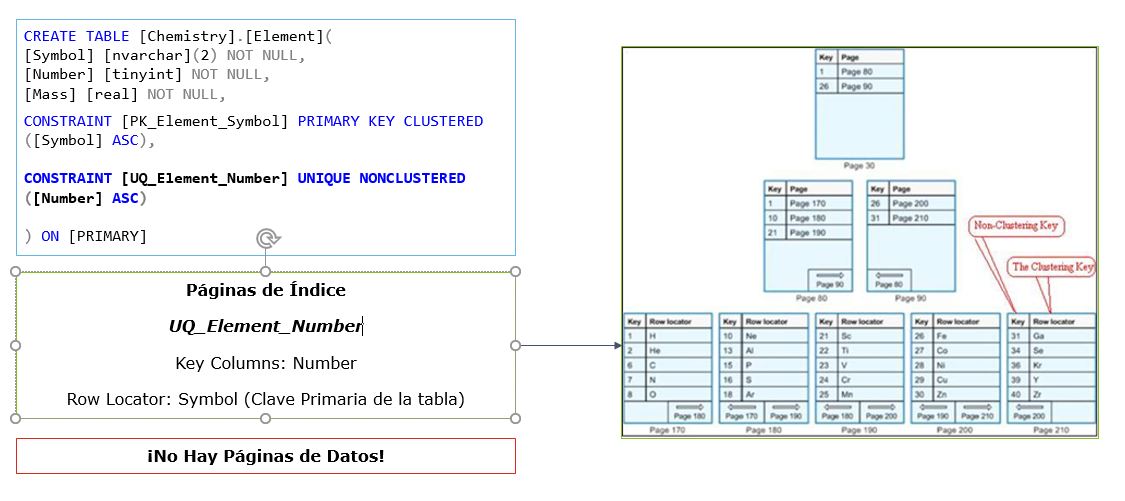 CREATE TABLE [Chemistry].[Element](
[Symbol] [nvarchar](2) NOT NULL,
[Number] [tinyint] NOT NULL,
[Mass] [real] NOT NULL,
CONSTRAINT [PK_Element_Symbol] PRIMARY KEY CLUSTERED
([Symbol] ASC),
CONSTRAINT [UQ_Element_Number] UNIQUE NONCLUSTERED
([Number] ASC)
) ON [PRIMARY]
Páginas de Índice
UQ_Element_Number
Key Columns: Number
Row Locator: Symbol (Clave Primaria de la tabla)
¡No Hay Páginas de Datos!
Key Page
1 Page 80
26 Page 90
Page 30
Key Page
1 Page 170
10 Page 180
21 Page 190
Page 90
Page 80
Key Page
26 Page 200
31 Page 210
Page 80
Page 90
Non-Clustering Key
The Clustering Key
Key Row locator
1 H
2 He
6 C
7 N
8 O
Page 180
Page 170
Key Row locator
10 Ne
13 Al
15 P
16 S
18 Ar
Page 170 Page 190
Page 180
Key Row locator
21 Sc
22 Ti
23 V
24 Cr
25 Mn
Page 180 Page 200
Page 190
Key Row locator
26 Fe
27 Co
28 Ni
29 Cu
30 Zn
Page 190 Page 210
Page 200
Key Row locator
31 Ga
34 Se
36 Kr
39 Y
40 Zr
Page 200
Page 210